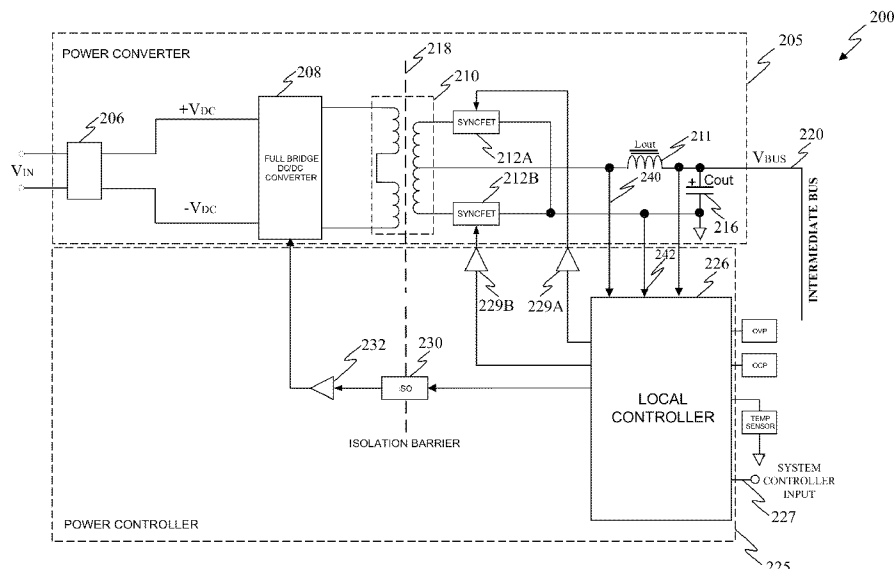 200
POWER CONVERTER
218
205
208
210
+VDC
206
211
220
SYNCFET
Lout
VBUS
212A
FULL BRIDGE
DC/DC
CONVERTER
VIN
212B
240
+
Cout
SYNCFET
216
-VDC
INTERMEDIATE BUS
242
226
229B
229A
OVP
232
230
OCP
ISO
LOCAL
CONTROLLER
TEMP
SENSOR
ISOLATION BARRIER
SYSTEM
CONTROLLER
INPUT
227
POWER CONTROLLER
225